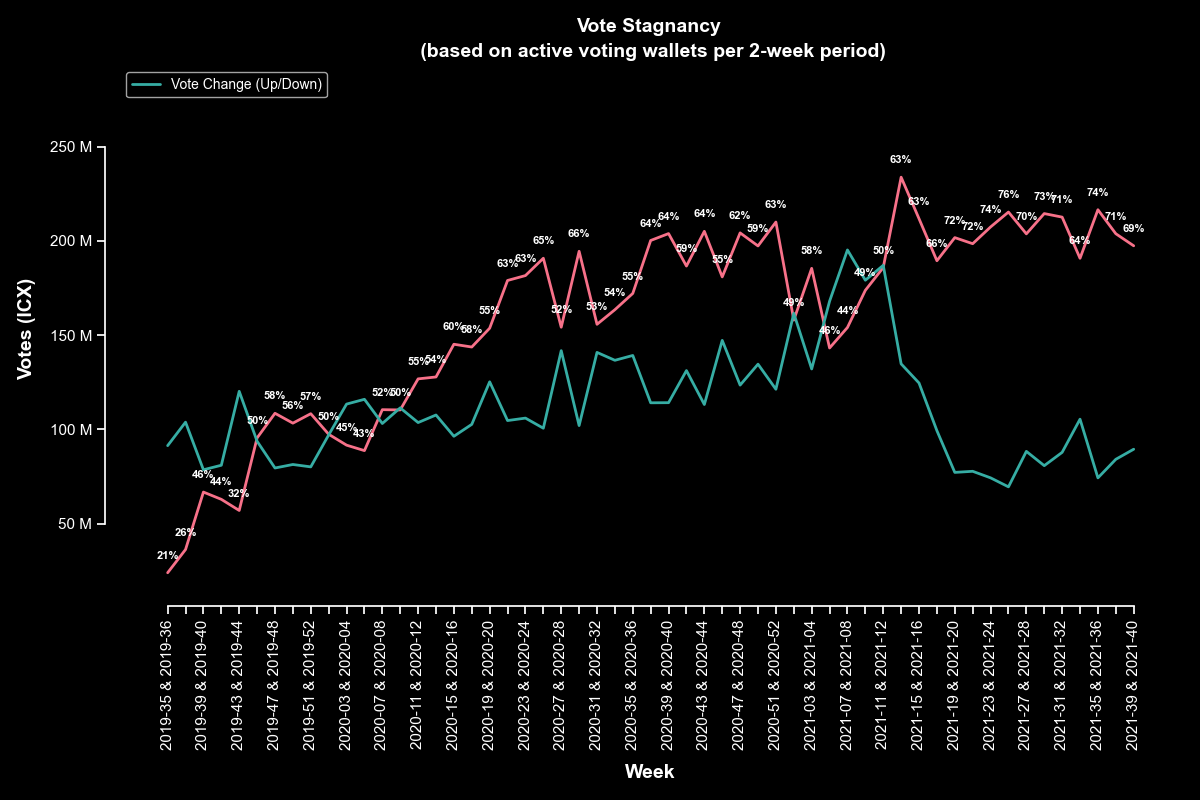 Vote Stagnancy
(based on active voting wallets per 2-week period)
Vote Change (Up/Down)
Votes (ICX)
250 M
200 M
150 M
100 M
50 M
21%
26%
46%
44%
32%
50%
58%
56%
57%
50%
45%
43%
52%
50%
55%
54%
60%
58%
55%
63%
63%
65%
52%
66%
53%
54%
55%
64%
64%
59%
64%
55%
62%
59%
63%
49%
58%
46%
44%
49%
50%
63%
63%
66%
72%
72%
74%
76%
70%
73%
71%
64%
74%
71%
69%
2019-35 & 2019-36
2019-39 & 2019-40
2019-43 & 2019-44
2019-47 & 2019-48
2019-51 & 2019-52
2020-03 & 2020-04
2020-07 & 2020-08
2020-11 & 2020-12
2020-15 & 2020-16
2020-19 & 2020-20
2020-23 & 2020-24
2020-27 & 2020-28
2020-31 & 2020-32
2020-35 & 2020-36
2020-39 & 2020-40
2020-43 & 2020-44
2020-47 & 2020-48
2020-51 & 2020-52
2021-03 & 2021-04
2021-07 & 2021-08
2021-11 & 2021-12
2021-15 & 2021-16
2021-19 & 2021-20
2021-23 & 2021-24
2021-27 & 2021-28
2021-31 & 2021-32
2021-35 & 2021-36
2021-39 & 2021-40
Week